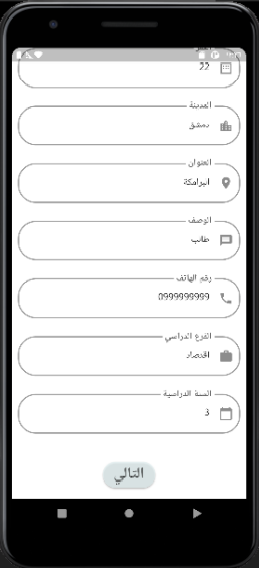 22
المدينة
دمشق
العنوان
البرامكة
الوصف
طالب
رقم الهاتف
0999999999
الفرع الدراسي
اقتصاد
السنة الدراسية
3
التالي